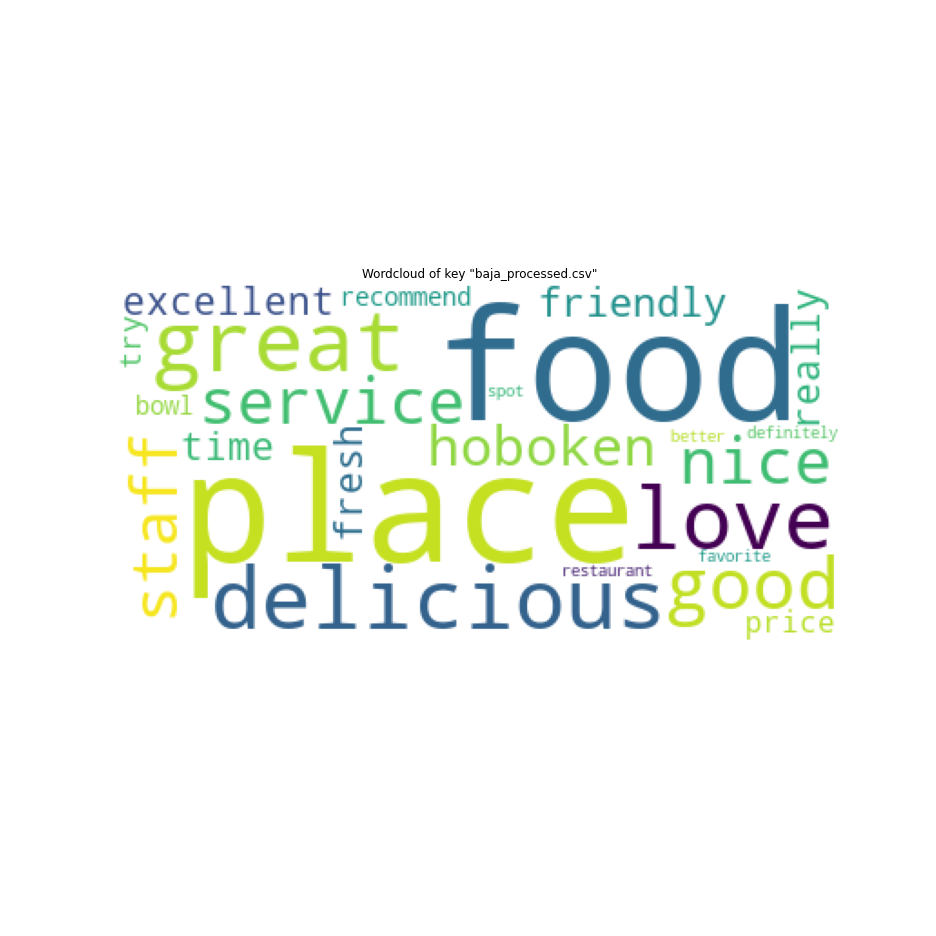 Wordcloud of key "baja_processed.csv"
excellent
recommend
friendly
really
try
great
food
bowl
service
spot
time
fresh
hoboken
better
definitely
nice
staff
place
love
favorite
delicious
restaurant
good
price